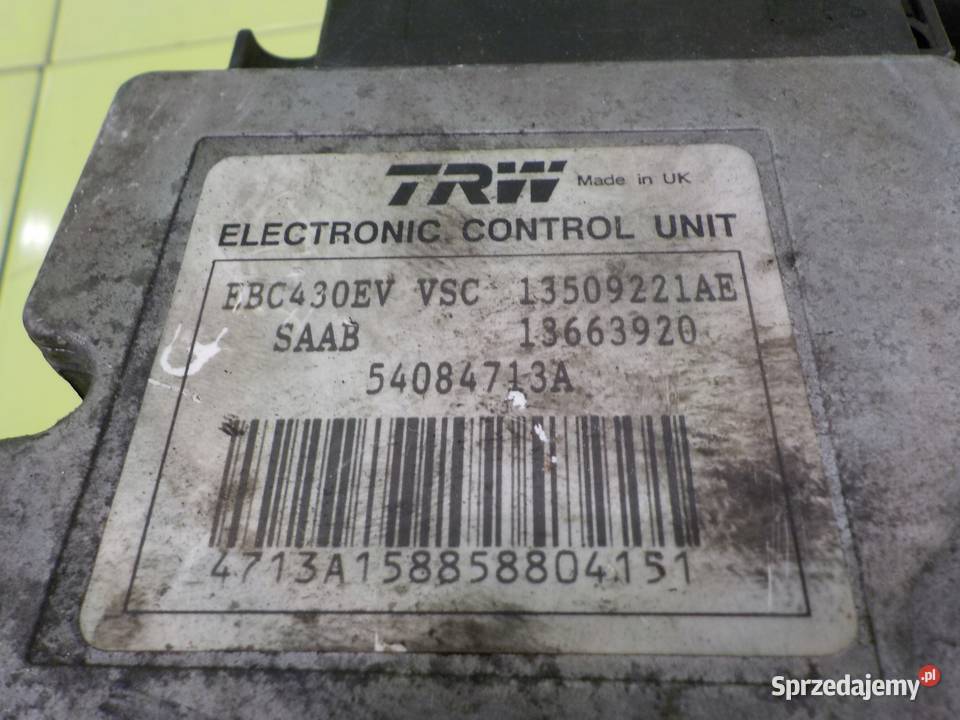 TRW Made in UK
ELECTRONIC CONTROL UNIT
EBC430EV VSC 13509221AE
SAAB 13663920
54084713A
4713A158858804151
Sprzedajemy.pl